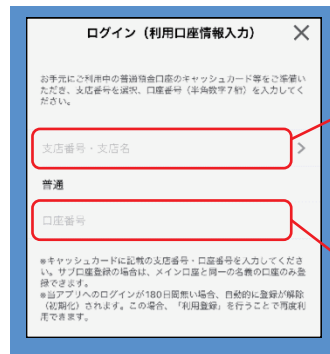 ログイン（利用口座情報入力）
お手元にご利用中の普通預金口座のキャッシュカード等をご準備い
ただき、支店番号を選択、口座番号（半角数字7桁）を入力してく
ださい。
支店番号・支店名
普通
口座番号
※キャッシュカードに記載の支店番号・口座番号を入力してくださ
い。サブ口座登録の場合は、メイン口座と同一の名義の口座のみ登
録できます。
※当アプリへのログインが180日間無い場合、自動的に登録が解除
（初期化）されます。この場合、「利用登録」を行うことで再度利
用できます。